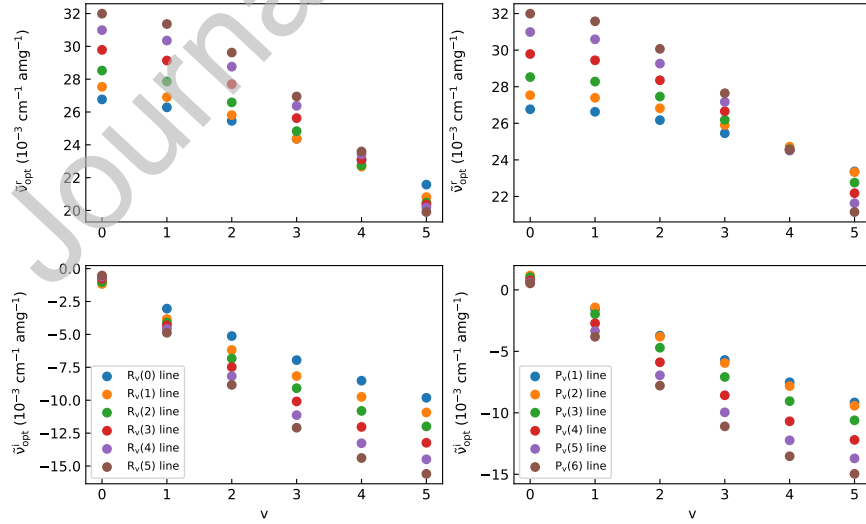 Journa
32
30
28
26
24
22
20
ν̃ʳopt (10⁻³ cm⁻¹ amg⁻¹)
0 1 2 3 4 5
32
30
28
26
24
22
ν̃ʳopt (10⁻³ cm⁻¹ amg⁻¹)
0 1 2 3 4 5
0.0
−2.5
−5.0
−7.5
−10.0
−12.5
−15.0
ν̃ⁱopt (10⁻³ cm⁻¹ amg⁻¹)
Rᵥ(0) line
Rᵥ(1) line
Rᵥ(2) line
Rᵥ(3) line
Rᵥ(4) line
Rᵥ(5) line
0 1 2 3 4 5
v
0
−5
−10
−15
ν̃ⁱopt (10⁻³ cm⁻¹ amg⁻¹)
Pᵥ(1) line
Pᵥ(2) line
Pᵥ(3) line
Pᵥ(4) line
Pᵥ(5) line
Pᵥ(6) line
0 1 2 3 4 5
v